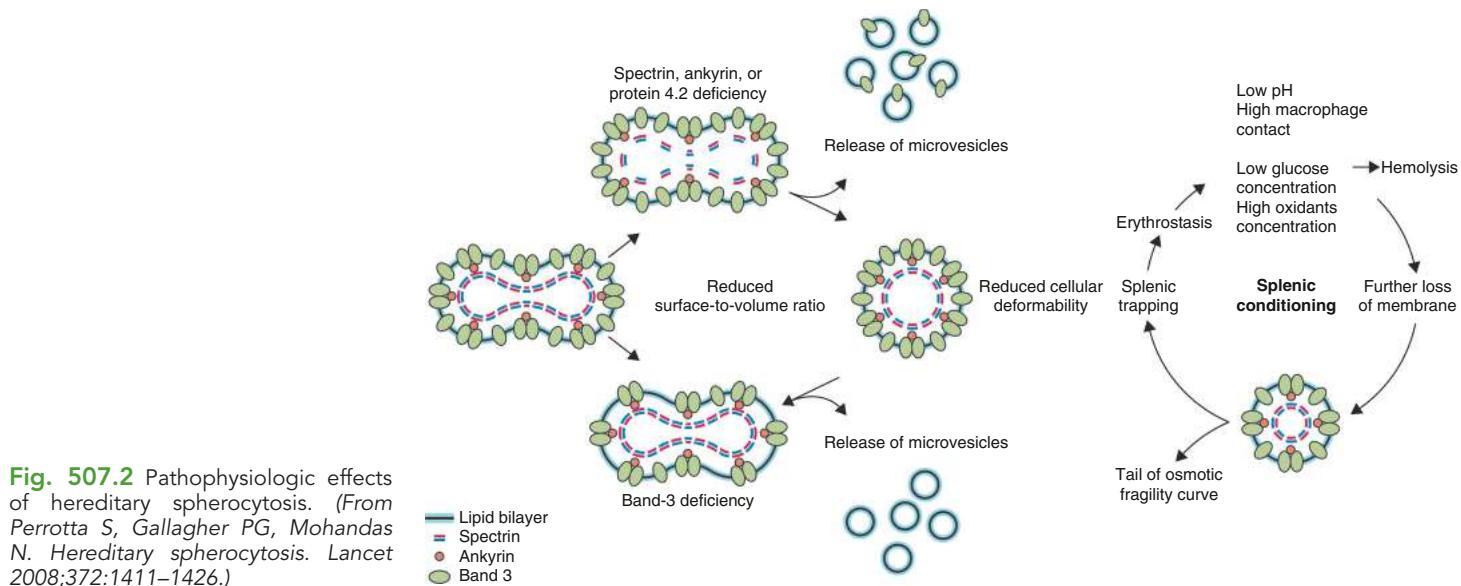 Spectrin, ankyrin, or
protein 4.2 deficiency
Release of microvesicles
Low pH
High macrophage
contact
Low glucose
concentration
High oxidants
concentration
Hemolysis
Erythrostasis
Reduced
surface-to-volume ratio
Reduced cellular
deformability
Splenic
trapping
Splenic
conditioning
Further loss
of membrane
Release of microvesicles
Band-3 deficiency
Tail of osmotic
fragility curve
Lipid bilayer
Spectrin
Ankyrin
Band 3
Fig. 507.2 Pathophysiologic effects
of hereditary spherocytosis. (From
Perrotta S, Gallagher PG, Mohandas
N. Hereditary spherocytosis. Lancet
2008;372:1411–1426.)